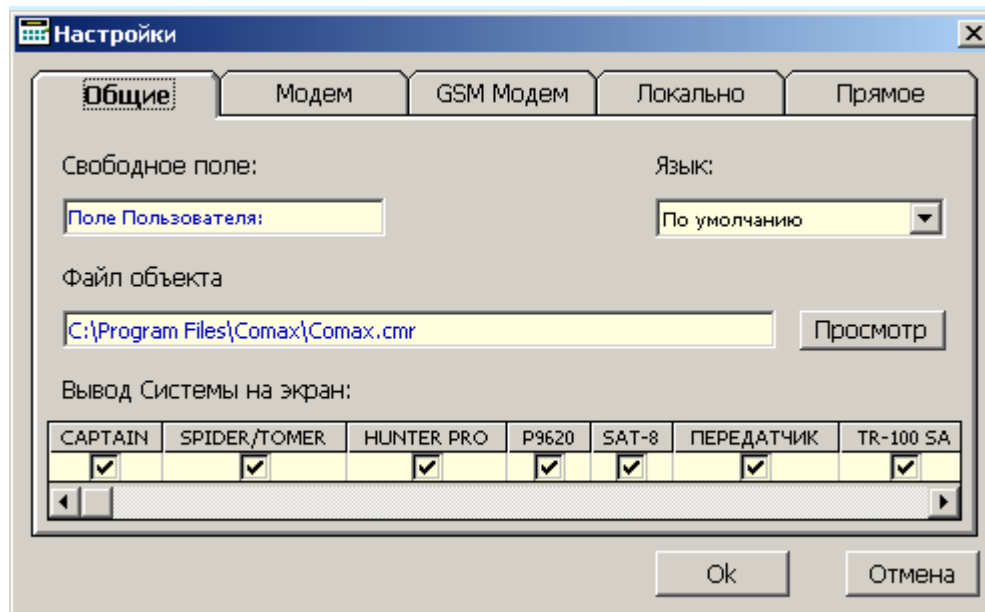 Настройки
Общие Модем GSM Модем Локально Прямое
Свободное поле: Язык:
Поле Пользователя: По умолчанию
Файл объекта
C:\Program Files\Comax\Comax.cmr Просмотр
Вывод Системы на экран:
CAPTAIN SPIDER/TOMER HUNTER PRO P9620 SAT-8 ПЕРЕДАТЧИК TR-100 SA
Ok Отмена